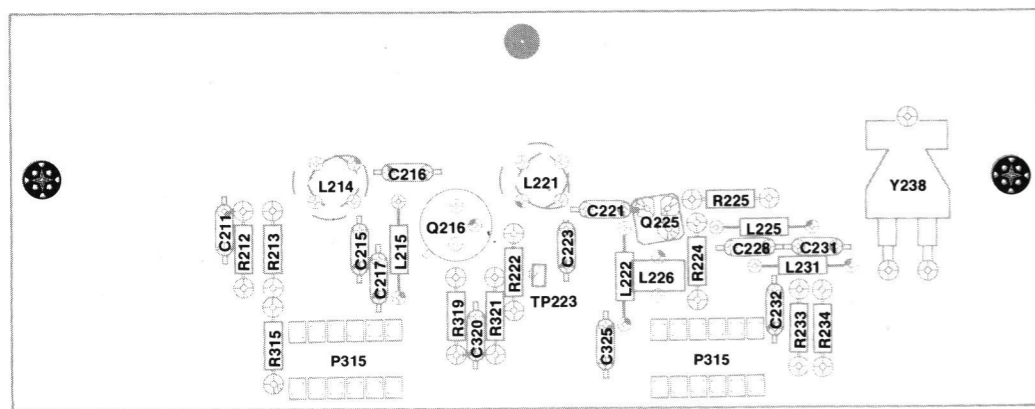 L214
C216
L221
Y238
C211
R212
R213
C215
C217
L215
Q216
R222
C223
C221
Q225
R225
L225
C228
C231
L231
R224
L222
L226
TP223
R319
C320
R321
R315
P315
C325
P315
C232
R233
R234